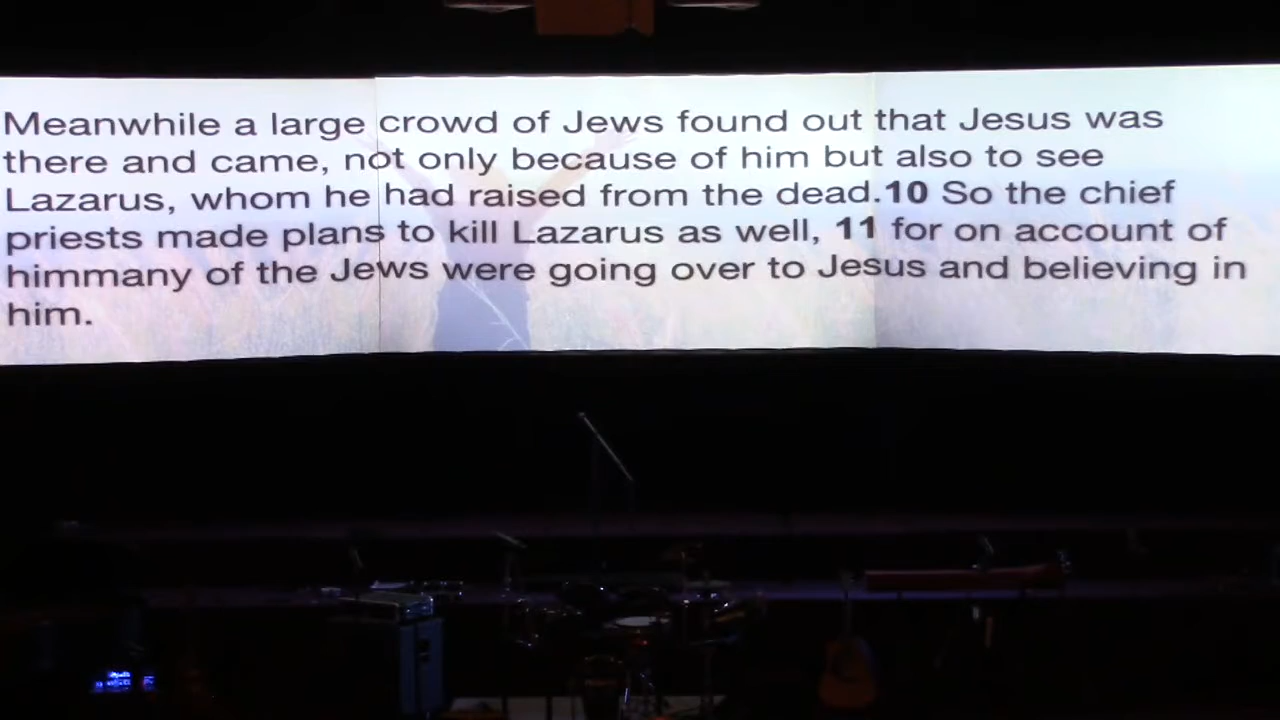 Meanwhile a large crowd of Jews found out that Jesus was
there and came, not only because of him but also to see
Lazarus, whom he had raised from the dead.10 So the chief
priests made plans to kill Lazarus as well, 11 for on account of
himmany of the Jews were going over to Jesus and believing in
him.